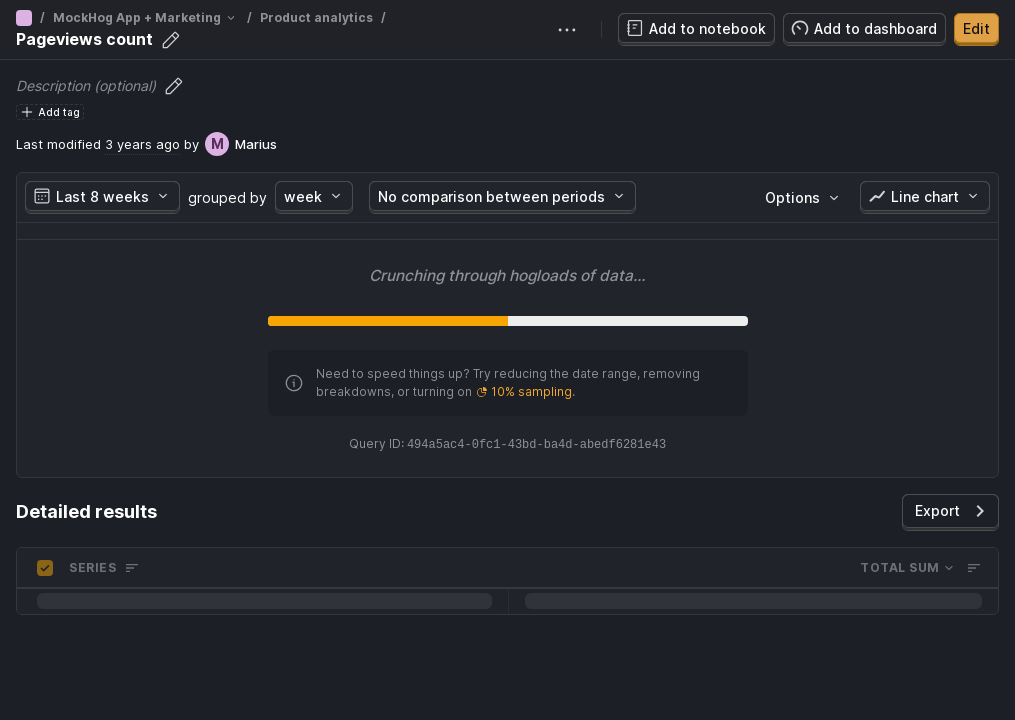 / MockHog App + Marketing / Product analytics /
Pageviews count
Add to notebook
Add to dashboard
Edit
Description (optional)
Add tag
Last modified 3 years ago by M Marius
Last 8 weeks grouped by week No comparison between periods Options Line chart
Crunching through hogloads of data...
Need to speed things up? Try reducing the date range, removing
breakdowns, or turning on 10% sampling.
Query ID: 494a5ac4-0fc1-43bd-ba4d-abedf6281e43
Detailed results
Export
SERIES TOTAL SUM